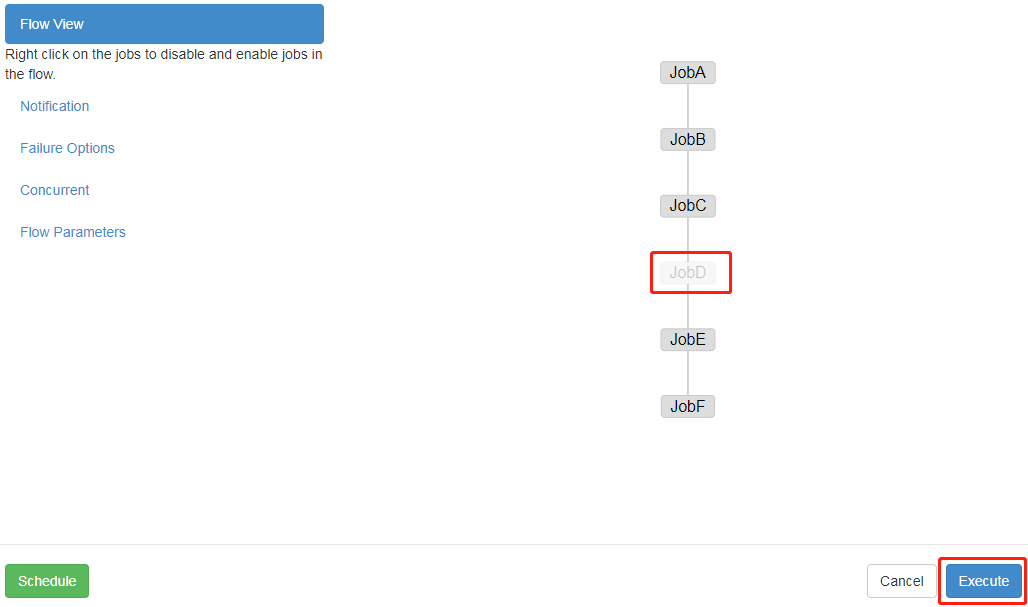 Flow View
Right click on the jobs to disable and enable jobs in
the flow.
Notification
Failure Options
Concurrent
Flow Parameters
JobA
JobB
JobC
JobD
JobE
JobF
Schedule
Cancel
Execute